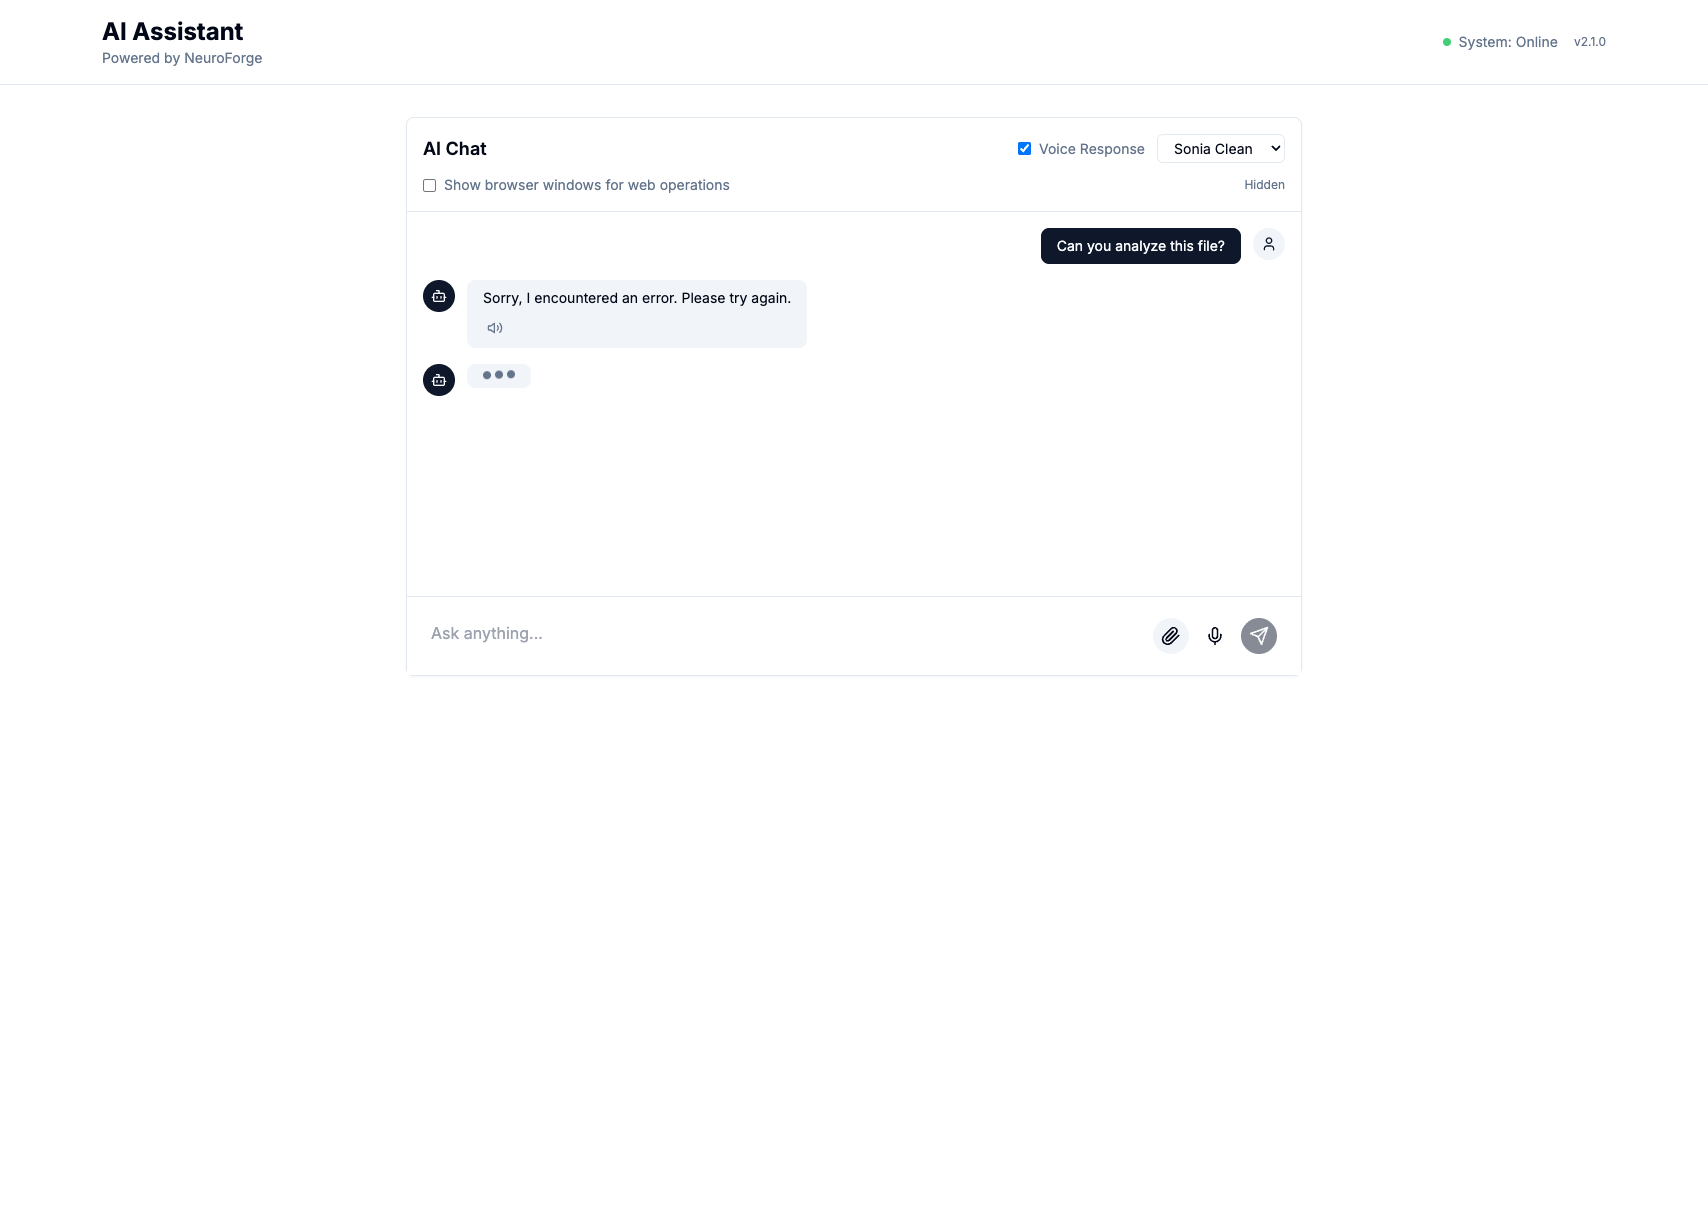 AI Assistant
Powered by NeuroForge
System: Online
v2.1.0
AI Chat
Voice Response
Sonia Clean
Show browser windows for web operations
Hidden
Can you analyze this file?
Sorry, I encountered an error. Please try again.
Ask anything...